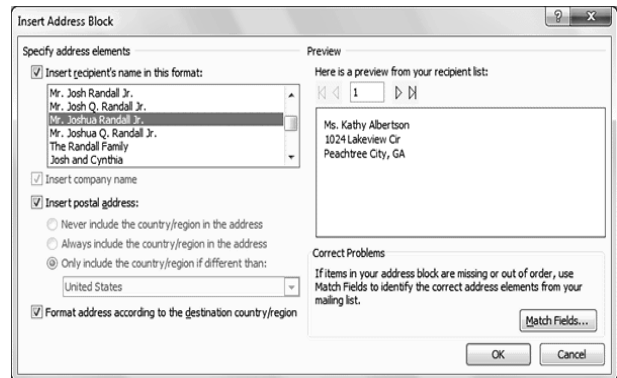 Insert Address Block
Specify address elements
Insert recipient's name in this format:
Mr. Josh Randall Jr.
Mr. Josh Q. Randall Jr.
Mr. Joshua Randall Jr.
Mr. Joshua Q. Randall Jr.
The Randall Family
Josh and Cynthia
Insert company name
Insert postal address:
Never include the country/region in the address
Always include the country/region in the address
Only include the country/region if different than:
United States
Format address according to the destination country/region
Preview
Here is a preview from your recipient list:
1
Ms. Kathy Albertson
1024 Lakeview Cir
Peachtree City, GA
Correct Problems
If items in your address block are missing or out of order, use
Match Fields to identify the correct address elements from your
mailing list.
Match Fields...
OK
Cancel